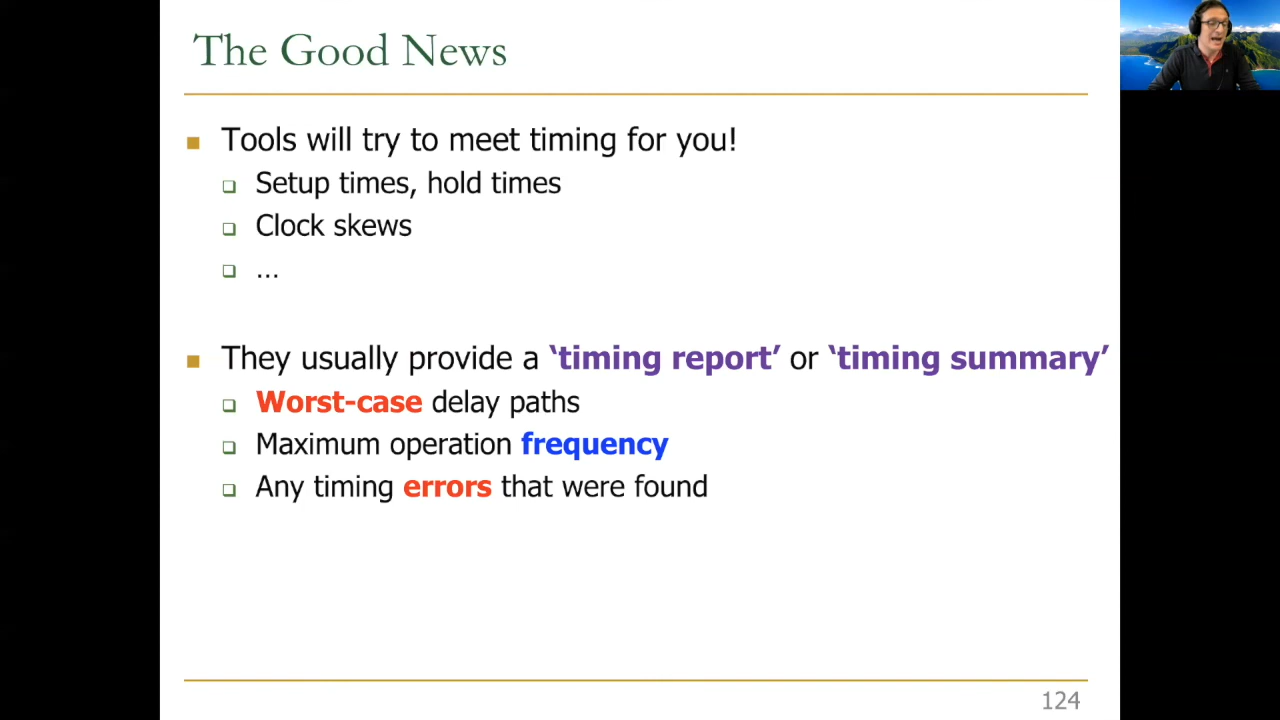 The Good News
Tools will try to meet timing for you!
Setup times, hold times
Clock skews
…
They usually provide a ‘timing report’ or ‘timing summary’
Worst-case delay paths
Maximum operation frequency
Any timing errors that were found
124